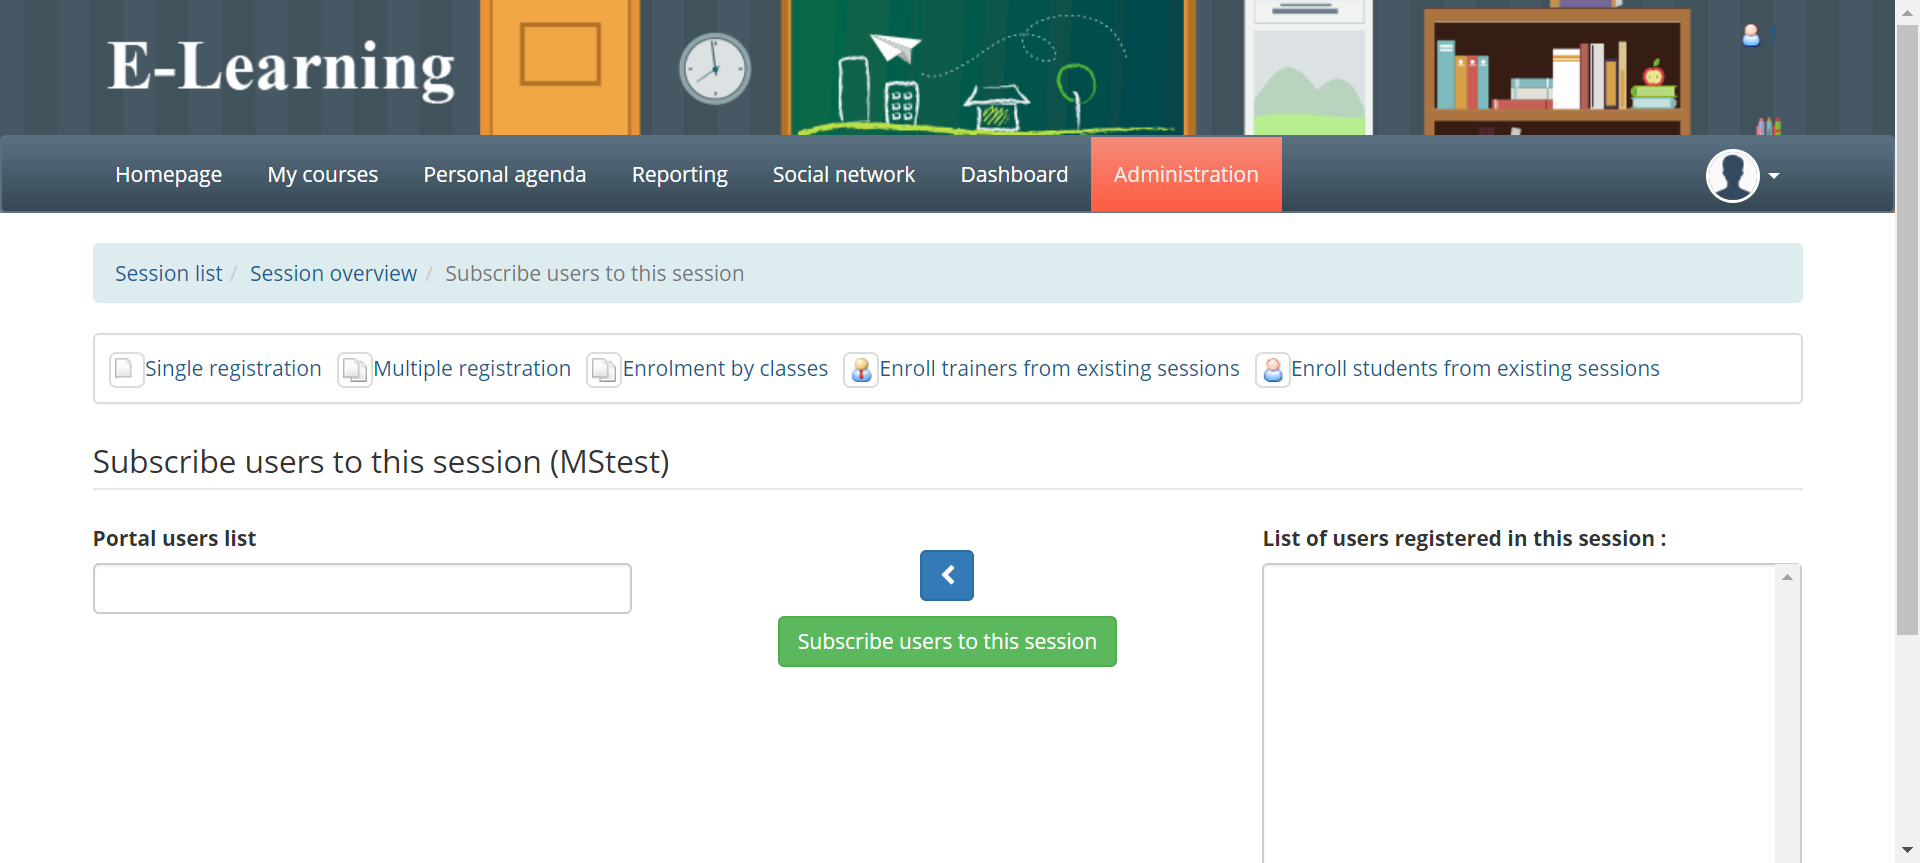 E-Learning
Homepage My courses Personal agenda Reporting Social network Dashboard Administration
Session list / Session overview / Subscribe users to this session
Single registration Multiple registration Enrolment by classes Enroll trainers from existing sessions Enroll students from existing sessions
Subscribe users to this session (MStest)
Portal users list
List of users registered in this session :
Subscribe users to this session